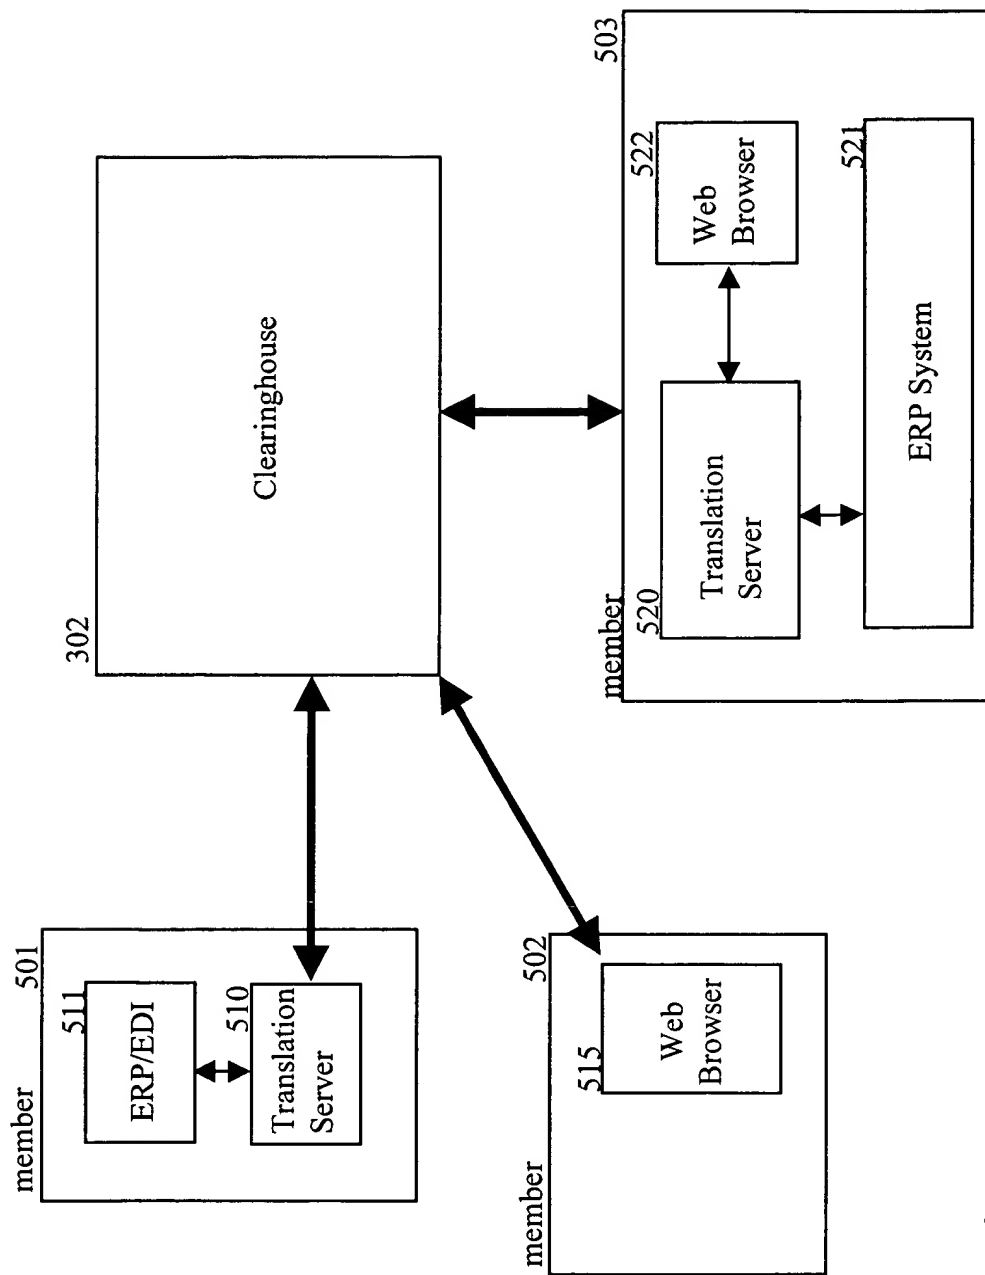 member
501
511
ERP/EDI
510
Translation
Server
302
Clearinghouse
member
502
515
Web
Browser
member
503
520
Translation
Server
522
Web
Browser
521
ERP System